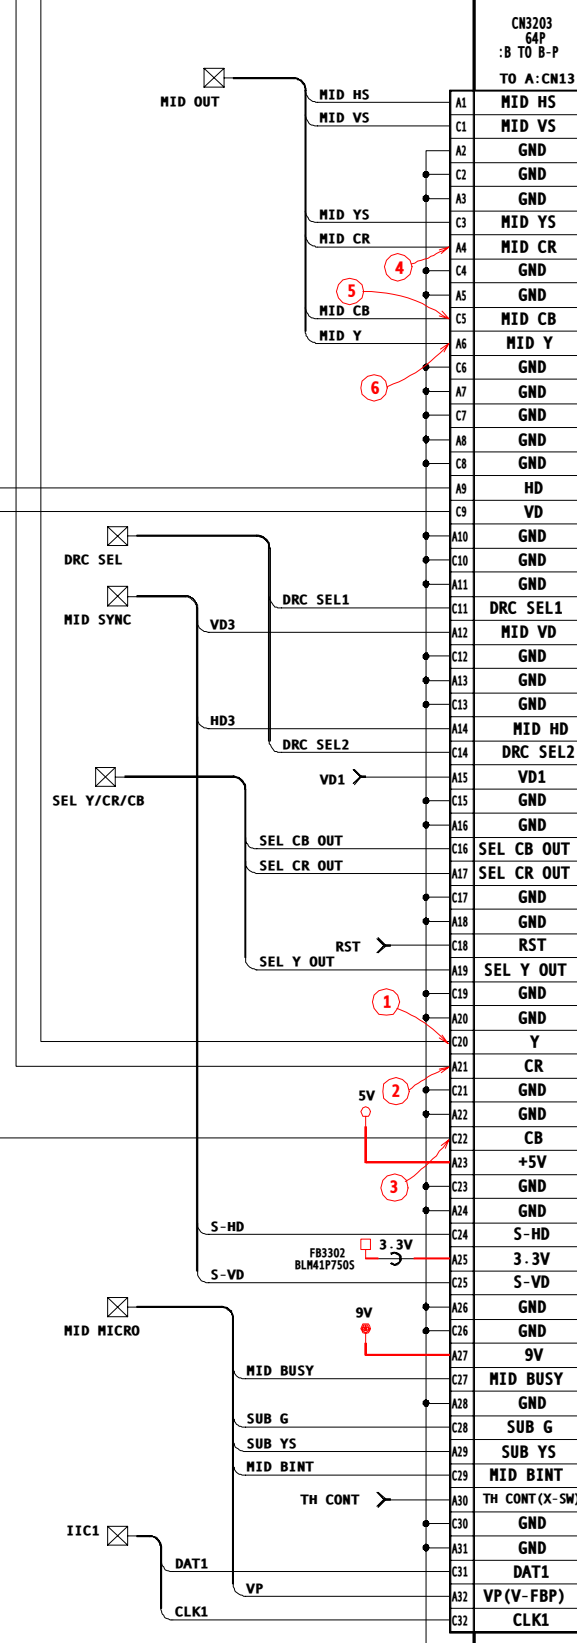 CN3203
64P
:B TO B-P
TO A:CN13
MID OUT
MID HS A1 MID HS
MID VS C1 MID VS
A2 GND
C2 GND
A3 GND
MID YS C3 MID YS
MID CR A4 MID CR
4
C4 GND
5
A5 GND
MID CB C5 MID CB
MID Y A6 MID Y
C6 GND
6
A7 GND
C7 GND
A8 GND
C8 GND
A9 HD
C9 VD
A10 GND
DRC SEL
C10 GND
A11 GND
DRC SEL1 C11 DRC SEL1
MID SYNC
VD3 A12 MID VD
C12 GND
A13 GND
C13 GND
HD3 A14 MID HD
DRC SEL2 C14 DRC SEL2
VD1 A15 VD1
SEL Y/CR/CB
C15 GND
A16 GND
SEL CB OUT C16 SEL CB OUT
SEL CR OUT A17 SEL CR OUT
C17 GND
A18 GND
RST C18 RST
SEL Y OUT A19 SEL Y OUT
C19 GND
1
A20 GND
C20 Y
A21 CR
2
C21 GND
5V
A22 GND
C22 CB
A23 +5V
3
C23 GND
A24 GND
S-HD C24 S-HD
3.3V
FB3302
BLM41P750S
A25 3.3V
S-VD C25 S-VD
A26 GND
9V
MID MICRO
C26 GND
A27 9V
MID BUSY C27 MID BUSY
A28 GND
SUB G C28 SUB G
SUB YS A29 SUB YS
MID BINT C29 MID BINT
TH CONT A30 TH CONT(X-SW)
C30 GND
IIC1
A31 GND
DAT1 C31 DAT1
VP A32 VP(V-FBP)
CLK1 C32 CLK1